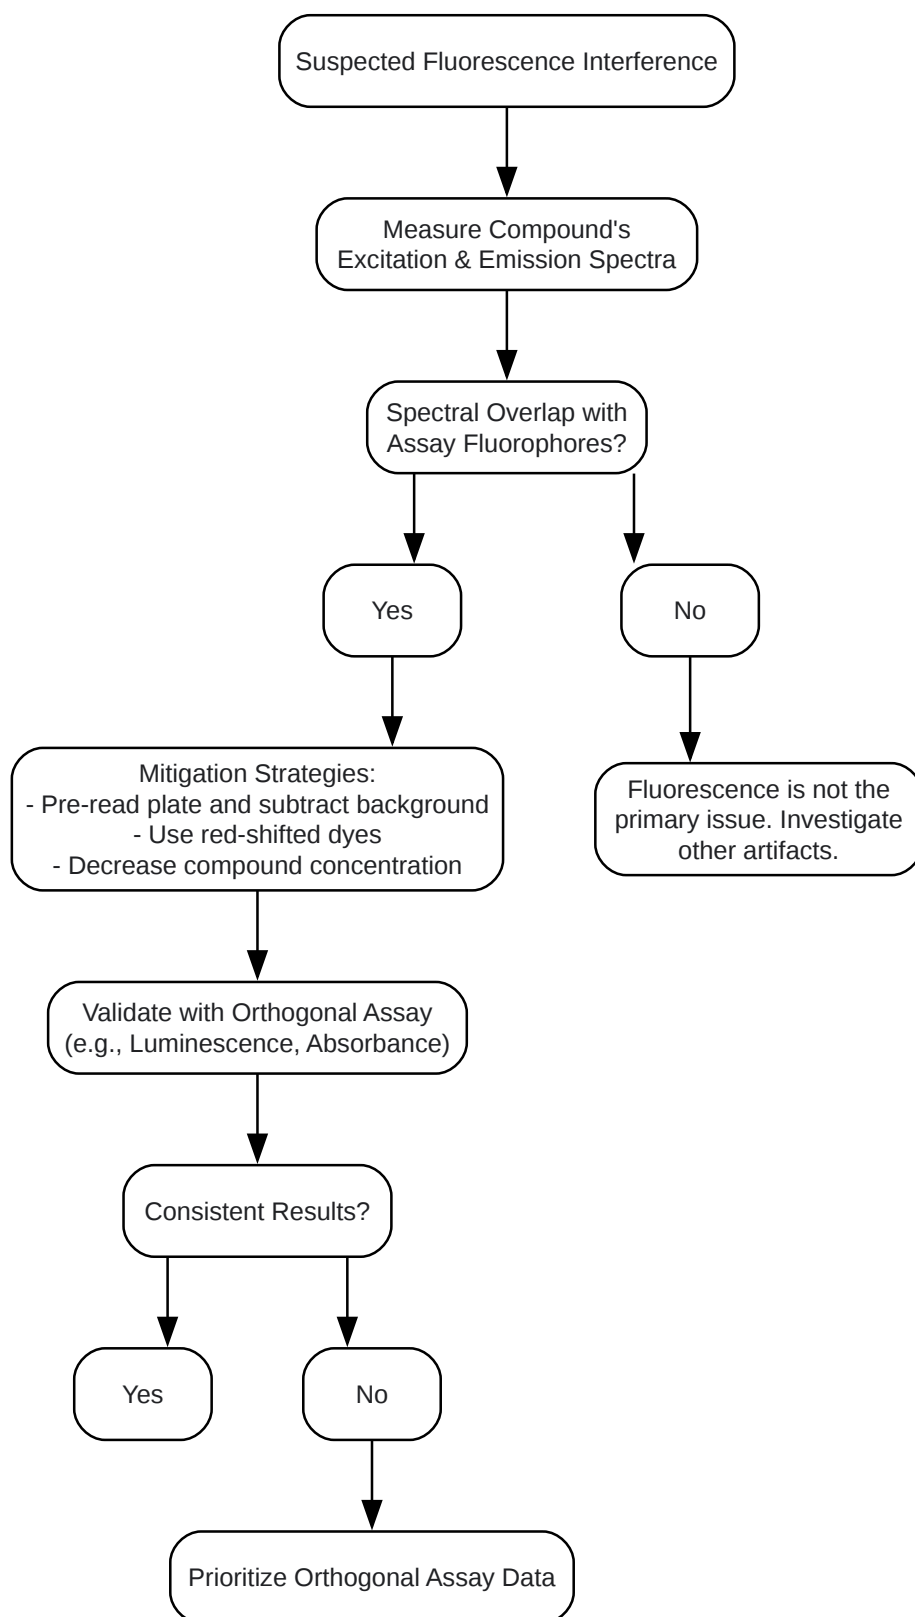 Suspected Fluorescence Interference
Measure Compound's
Excitation & Emission Spectra
Spectral Overlap with
Assay Fluorophores?
Yes
No
Mitigation Strategies:
- Pre-read plate and subtract background
- Use red-shifted dyes
- Decrease compound concentration
Fluorescence is not the
primary issue. Investigate
other artifacts.
Validate with Orthogonal Assay
(e.g., Luminescence, Absorbance)
Consistent Results?
Yes
No
Prioritize Orthogonal Assay Data